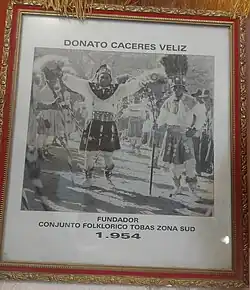 DONATO CACERES VELIZ
FUNDADOR
CONJUNTO FOLKLORICO TOBAS ZONA SUD
1.954